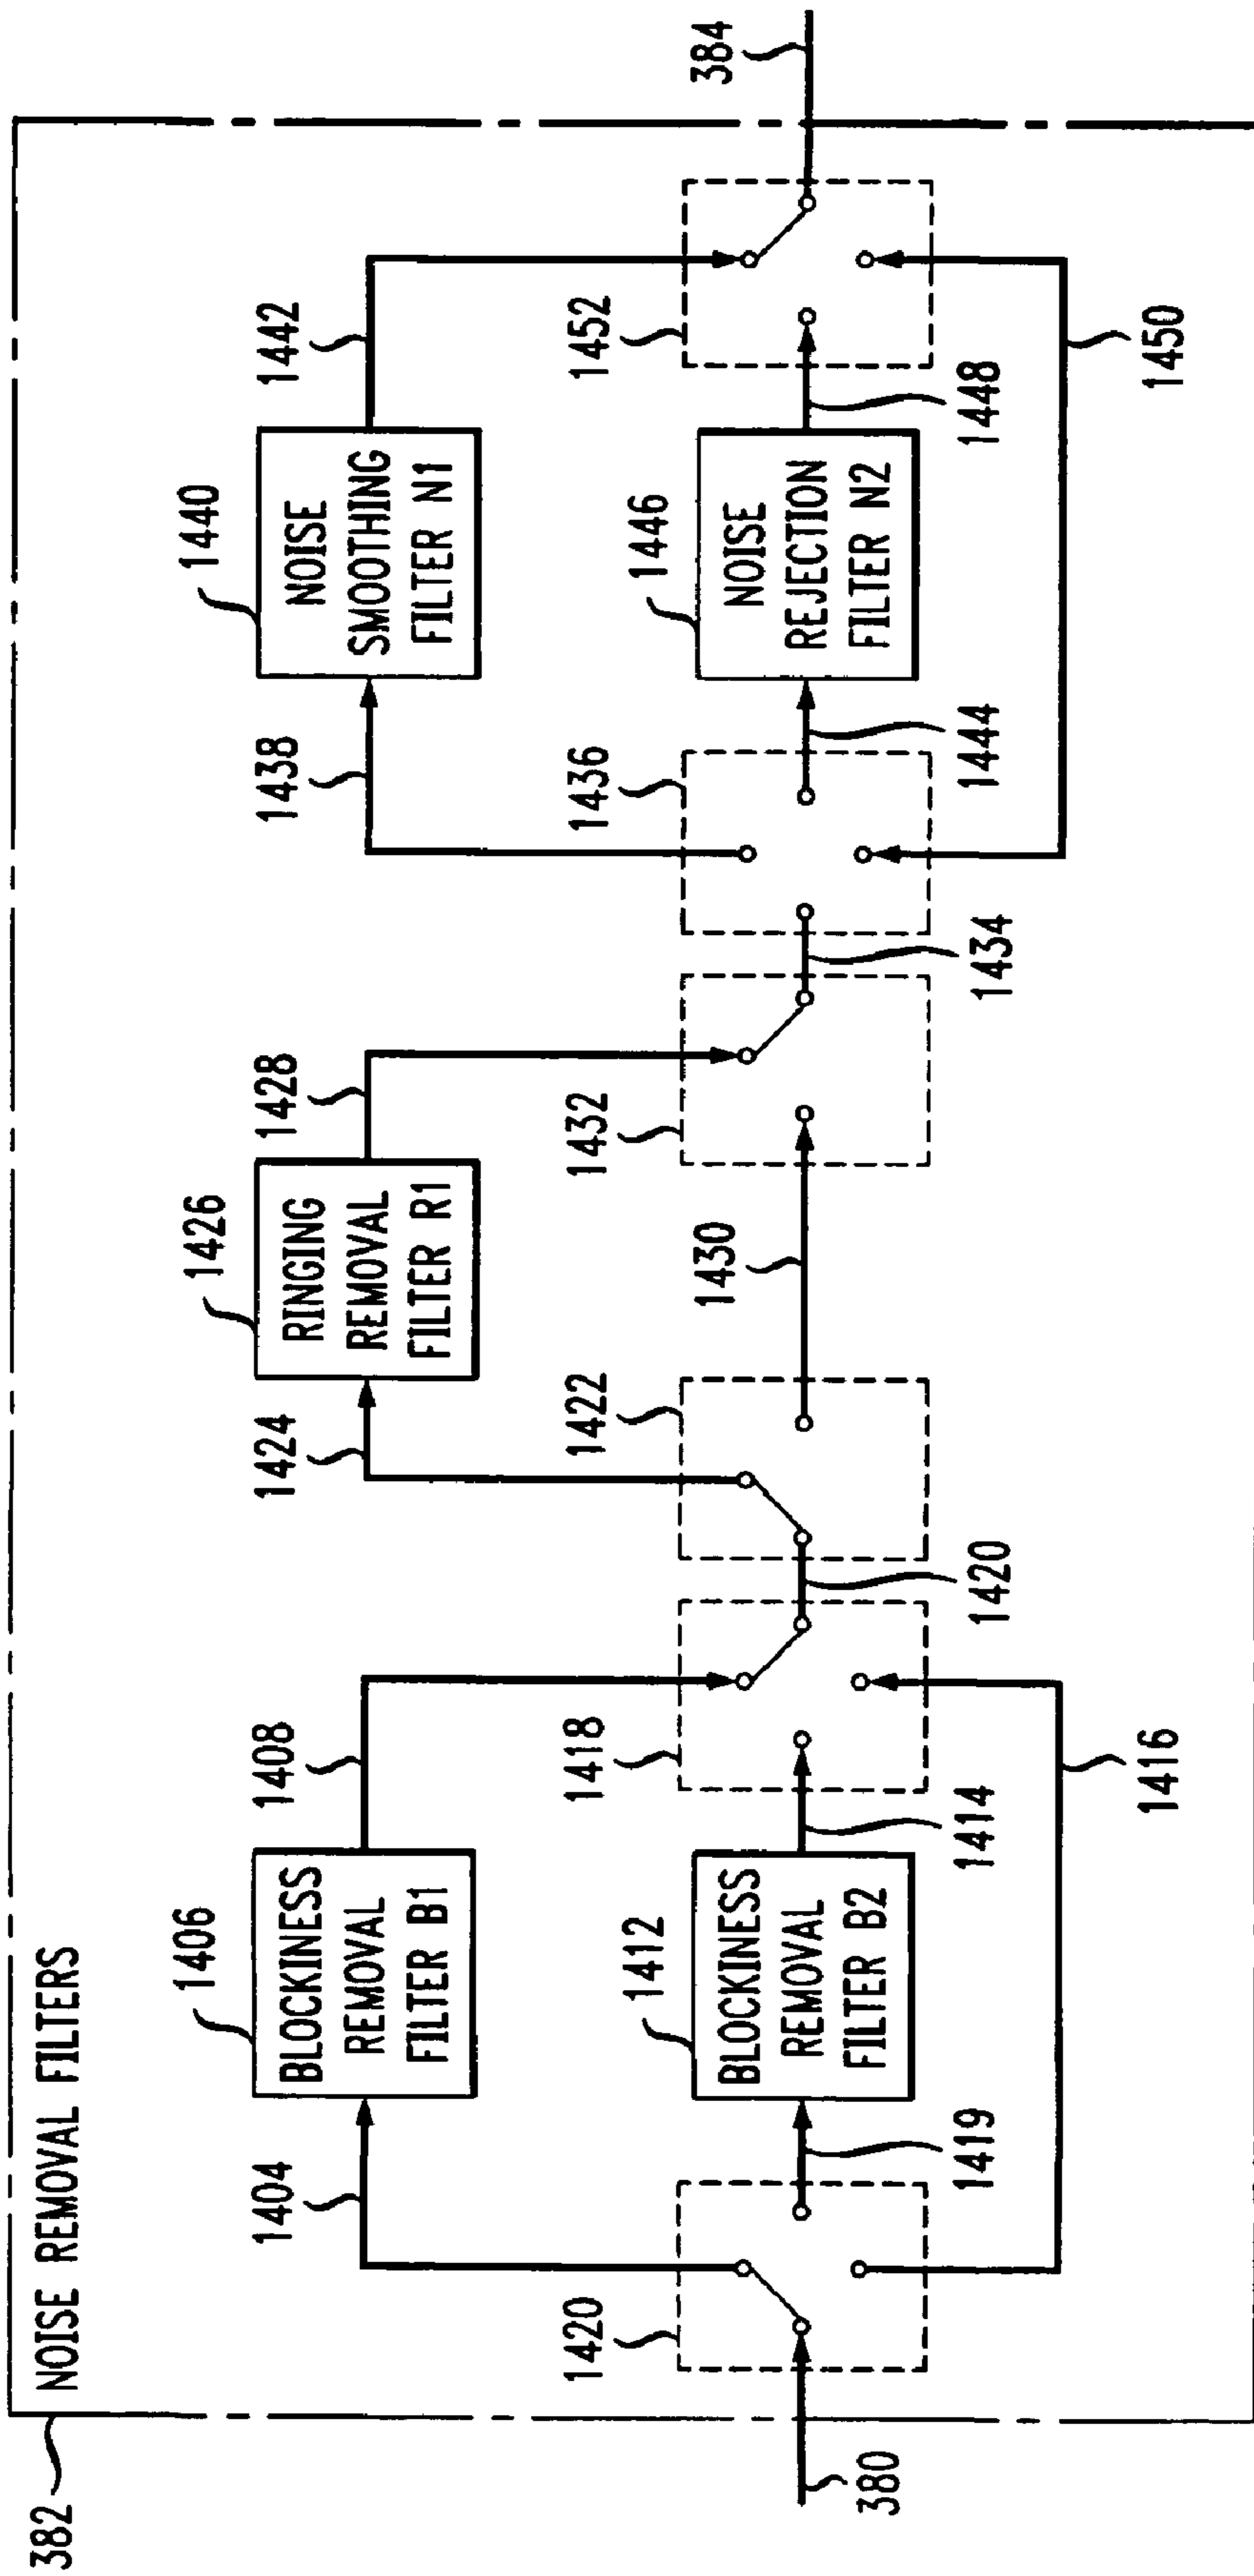 382
NOISE REMOVAL FILTERS
380
1420
1404
1406
BLOCKINESS
REMOVAL
FILTER B1
1408
1419
1412
BLOCKINESS
REMOVAL
FILTER B2
1414
1416
1418
1420
1422
1424
1426
RINGING
REMOVAL
FILTER R1
1428
1430
1432
1434
1436
1438
1440
NOISE
SMOOTHING
FILTER N1
1442
1444
1446
NOISE
REJECTION
FILTER N2
1448
1450
1452
384